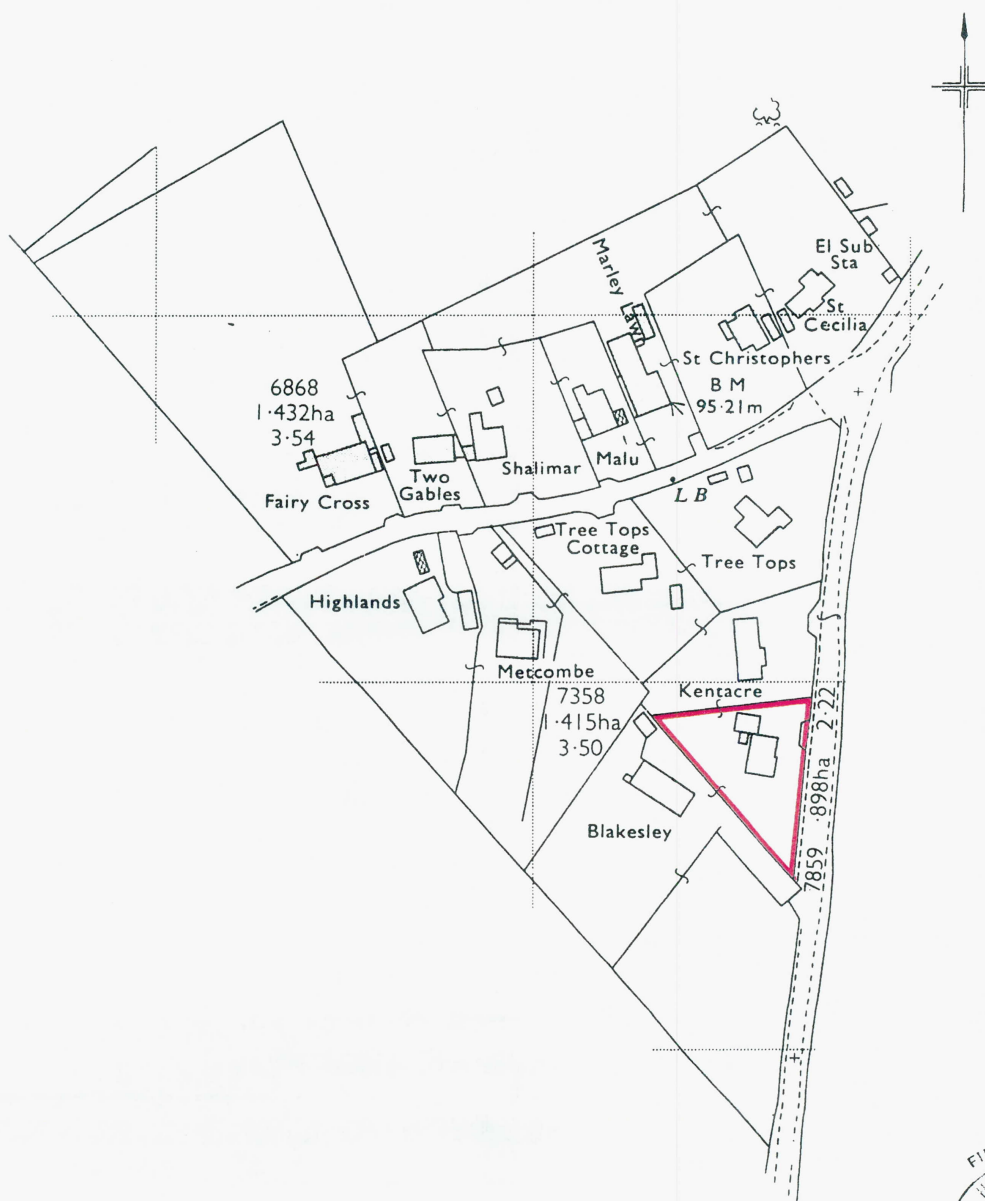 El Sub
Sta
St
Cecilia
Marley
Lawn
St Christophers
B M
95·21m
6868
1·432ha
3·54
Fairy Cross
Two
Gables
Shalimar
Malu
L B
Tree Tops
Cottage
Tree Tops
Highlands
Metcombe
7358
1·415ha
3·50
Kentacre
Blakesley
7859 ·898ha 2·22